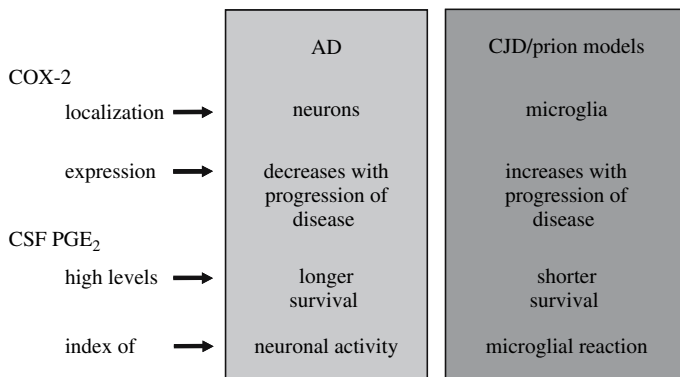 AD CJD/prion models
COX-2
localization neurons microglia
expression decreases with increases with
progression of progression of
disease disease
CSF PGE2
high levels longer shorter
survival survival
index of neuronal activity microglial reaction